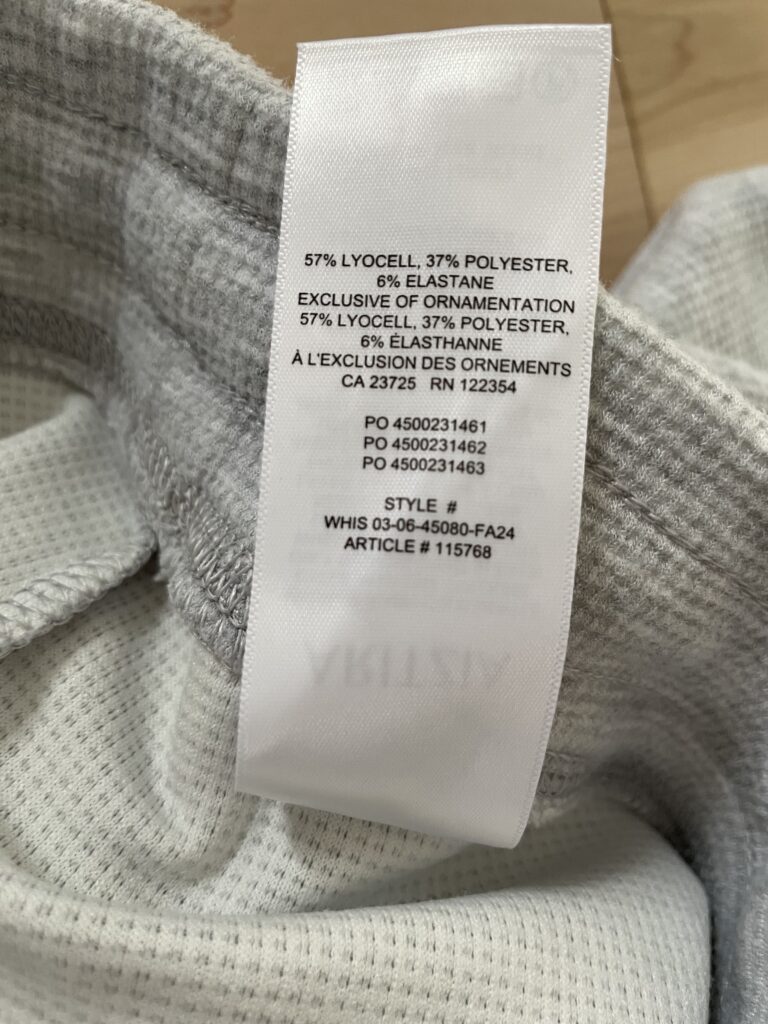 57% LYOCELL, 37% POLYESTER,
6% ELASTANE
EXCLUSIVE OF ORNAMENTATION
57% LYOCELL, 37% POLYESTER,
6% ÉLASTHANNE
À L'EXCLUSION DES ORNEMENTS
CA 23725 RN 122354
PO 4500231461
PO 4500231462
PO 4500231463
STYLE #
WHIS 03-06-45080-FA24
ARTICLE # 115768
ARITZIA